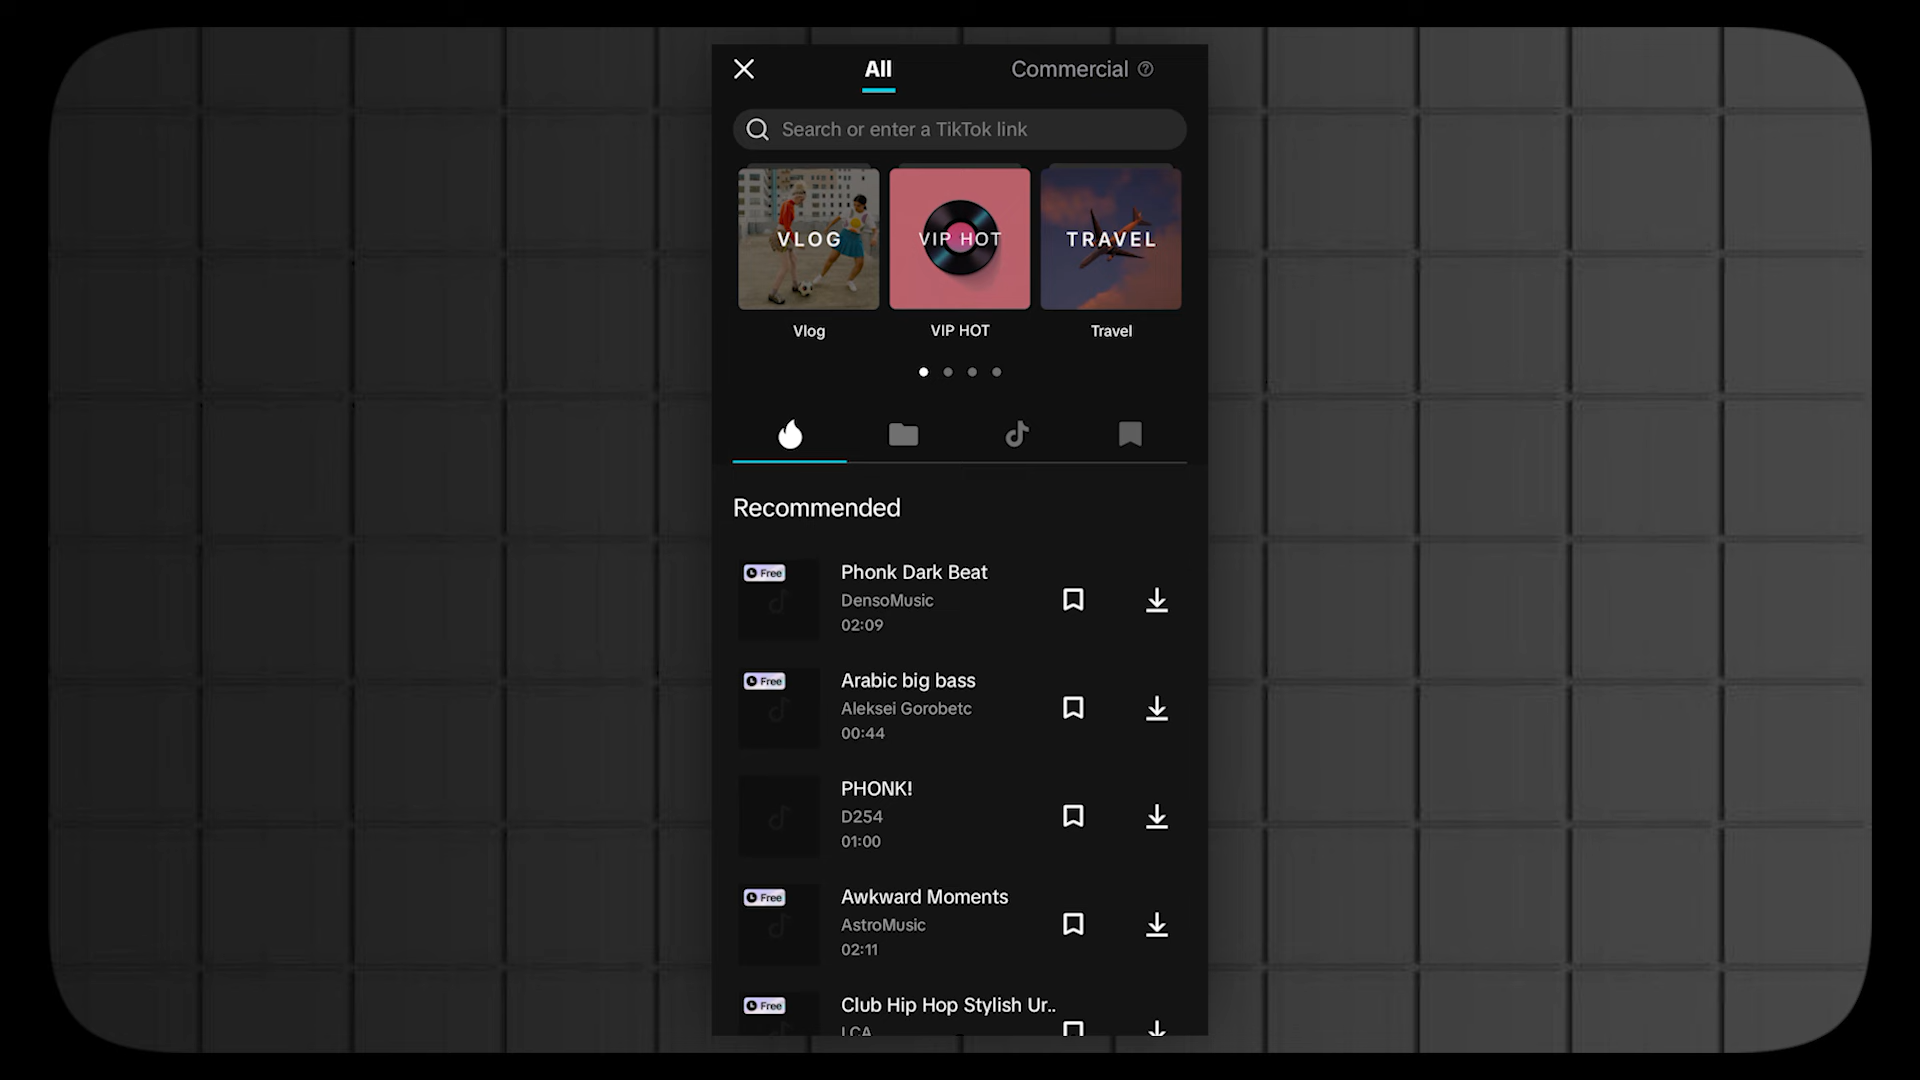 All
Commercial
Search or enter a TikTok link
VLOG
VIP HOT
TRAVEL
Vlog
VIP HOT
Travel
Recommended
Free
Phonk Dark Beat
DensoMusic
02:09
Free
Arabic big bass
Aleksei Gorobetc
00:44
PHONK!
D254
01:00
Free
Awkward Moments
AstroMusic
02:11
Free
Club Hip Hop Stylish Ur..
LCA